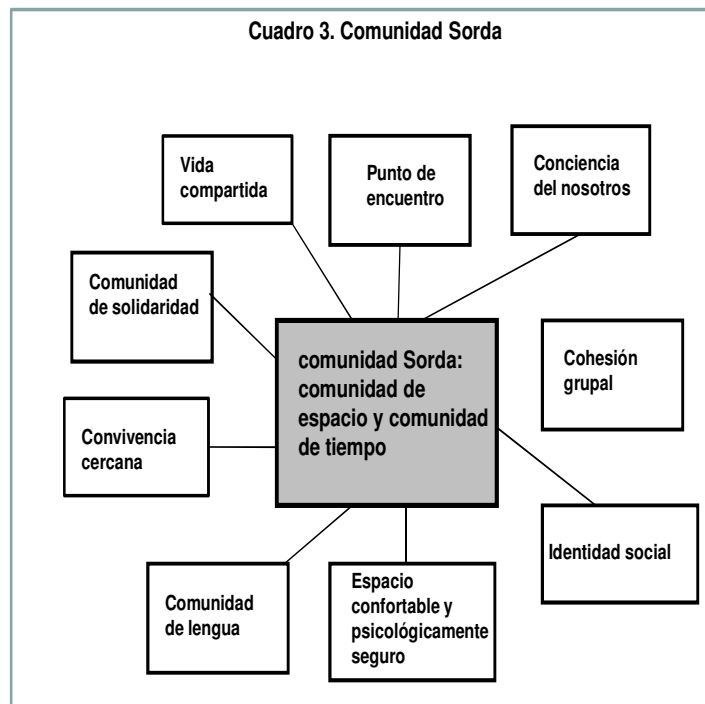 Cuadro 3. Comunidad Sorda
Vida
compartida
Punto de
encuentro
Conciencia
del nosotros
Comunidad
de solidaridad
comunidad Sorda:
comunidad de
espacio y comunidad
de tiempo
Cohesión
grupal
Convivencia
cercana
Identidad social
Comunidad
de lengua
Espacio
confortable y
psicológicamente
seguro